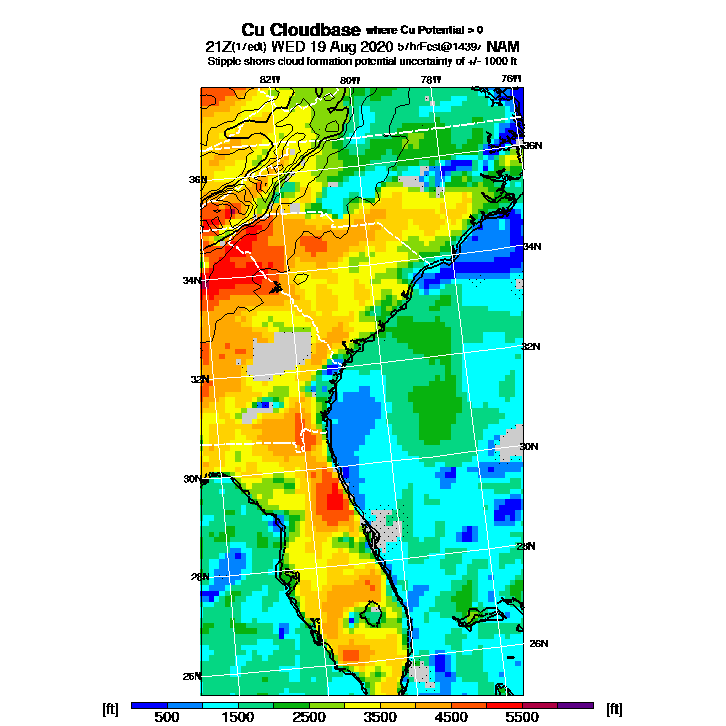 Cu Cloudbase where Cu Potential > 0
21Z(17edt) WED 19 Aug 2020 57hrFcst@1439z NAM
Stipple shows cloud formation potential uncertainty of +/- 1000 ft
82W 80W 78W 76W
36N
36N
34N
34N
32N
32N
30N
30N
28N
28N
26N
26N
[ft] 500 1500 2500 3500 4500 5500 [ft]